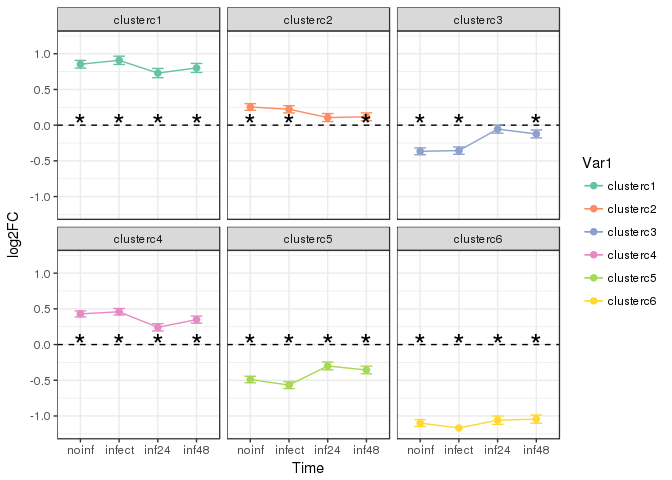 clusterc1 clusterc2 clusterc3
1.0
0.5
0.0
-0.5
-1.0
* * * *
* * *
* * *
clusterc4 clusterc5 clusterc6
1.0
0.5
0.0
-0.5
-1.0
* * * *
* * * *
* * * *
noinf infect inf24 inf48 noinf infect inf24 inf48 noinf infect inf24 inf48
Time
log2FC
Var1
clusterc1
clusterc2
clusterc3
clusterc4
clusterc5
clusterc6